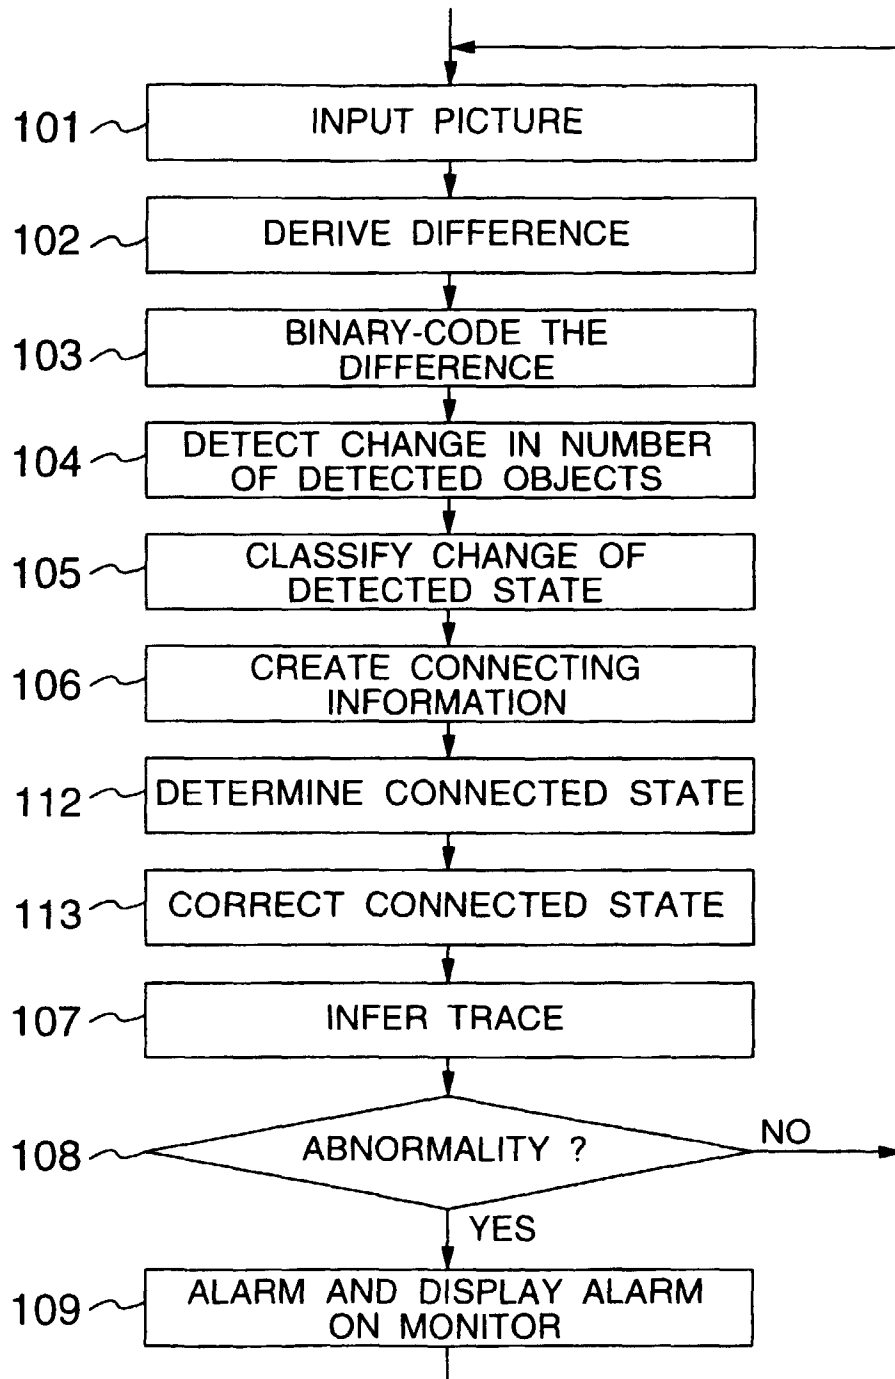 101
INPUT PICTURE
102
DERIVE DIFFERENCE
103
BINARY-CODE THE
DIFFERENCE
104
DETECT CHANGE IN NUMBER
OF DETECTED OBJECTS
105
CLASSIFY CHANGE OF
DETECTED STATE
106
CREATE CONNECTING
INFORMATION
112
DETERMINE CONNECTED STATE
113
CORRECT CONNECTED STATE
107
INFER TRACE
108
ABNORMALITY ?
NO
YES
109
ALARM AND DISPLAY ALARM
ON MONITOR